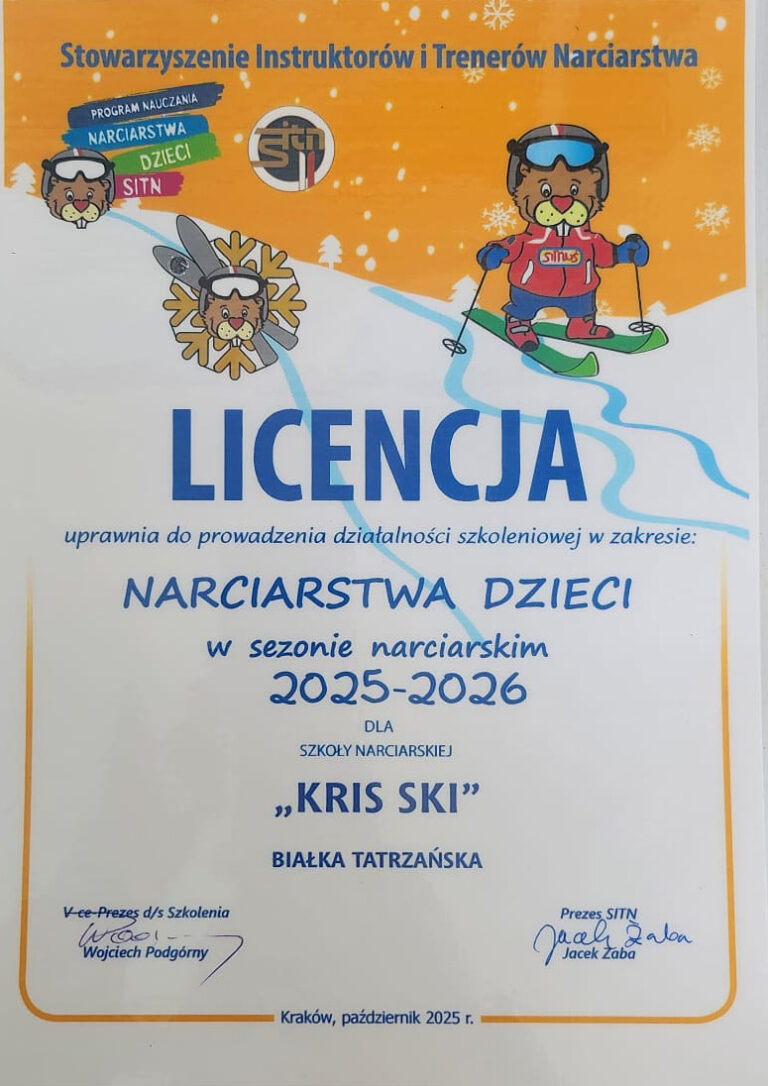 Stowarzyszenie Instruktorów i Trenerów Narciarstwa
PROGRAM NAUCZANIA
NARCIARSTWA
DZIECI
SITN
SITN
SITNUŚ
LICENCJA
uprawnia do prowadzenia działalności szkoleniowej w zakresie:
NARCIARSTWA DZIECI
w sezonie narciarskim
2025-2026
DLA
SZKOŁY NARCIARSKIEJ
„KRIS SKI”
BIAŁKA TATRZAŃSKA
V-ce-Prezes d/s Szkolenia
Wojciech Podgórny
Prezes SITN
Jacek Żaba
Jacek Żaba
Kraków, październik 2025 r.